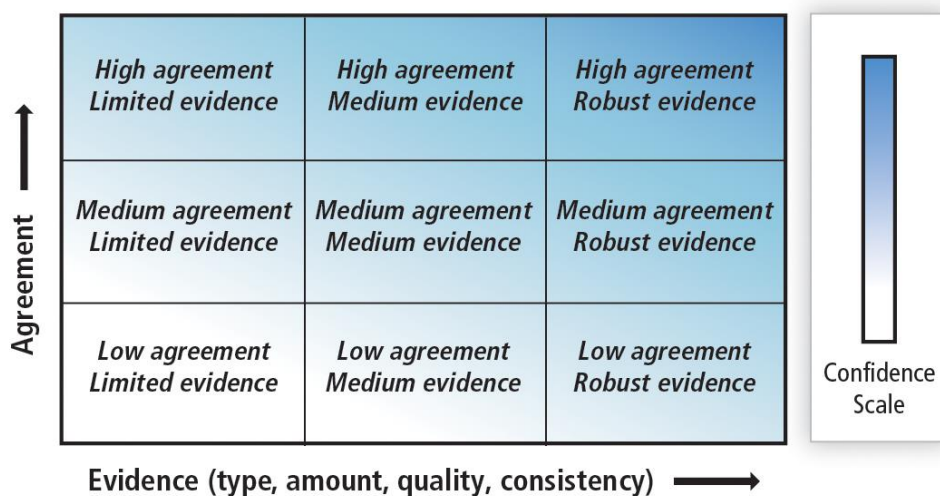 High agreement
Limited evidence
High agreement
Medium evidence
High agreement
Robust evidence
Medium agreement
Limited evidence
Medium agreement
Medium evidence
Medium agreement
Robust evidence
Low agreement
Limited evidence
Low agreement
Medium evidence
Low agreement
Robust evidence
Agreement
Evidence (type, amount, quality, consistency)
Confidence
Scale